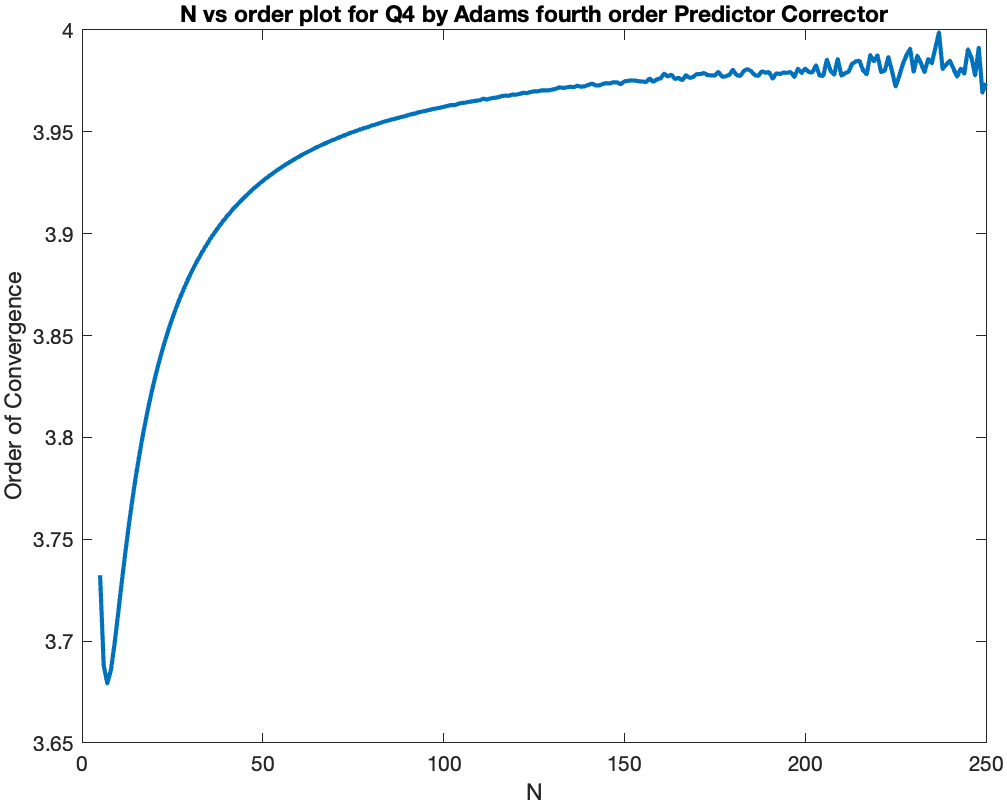 N vs order plot for Q4 by Adams fourth order Predictor Corrector
4
3.95
3.9
3.85
3.8
3.75
3.7
3.65
Order of Convergence
0 50 100 150 200 250
N